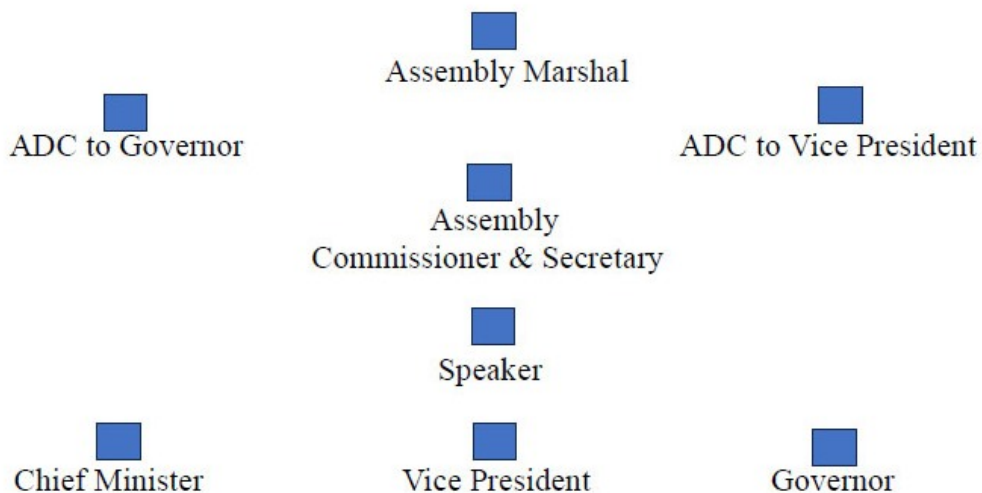 Assembly Marshal
ADC to Governor
ADC to Vice President
Assembly
Commissioner & Secretary
Speaker
Chief Minister
Vice President
Governor